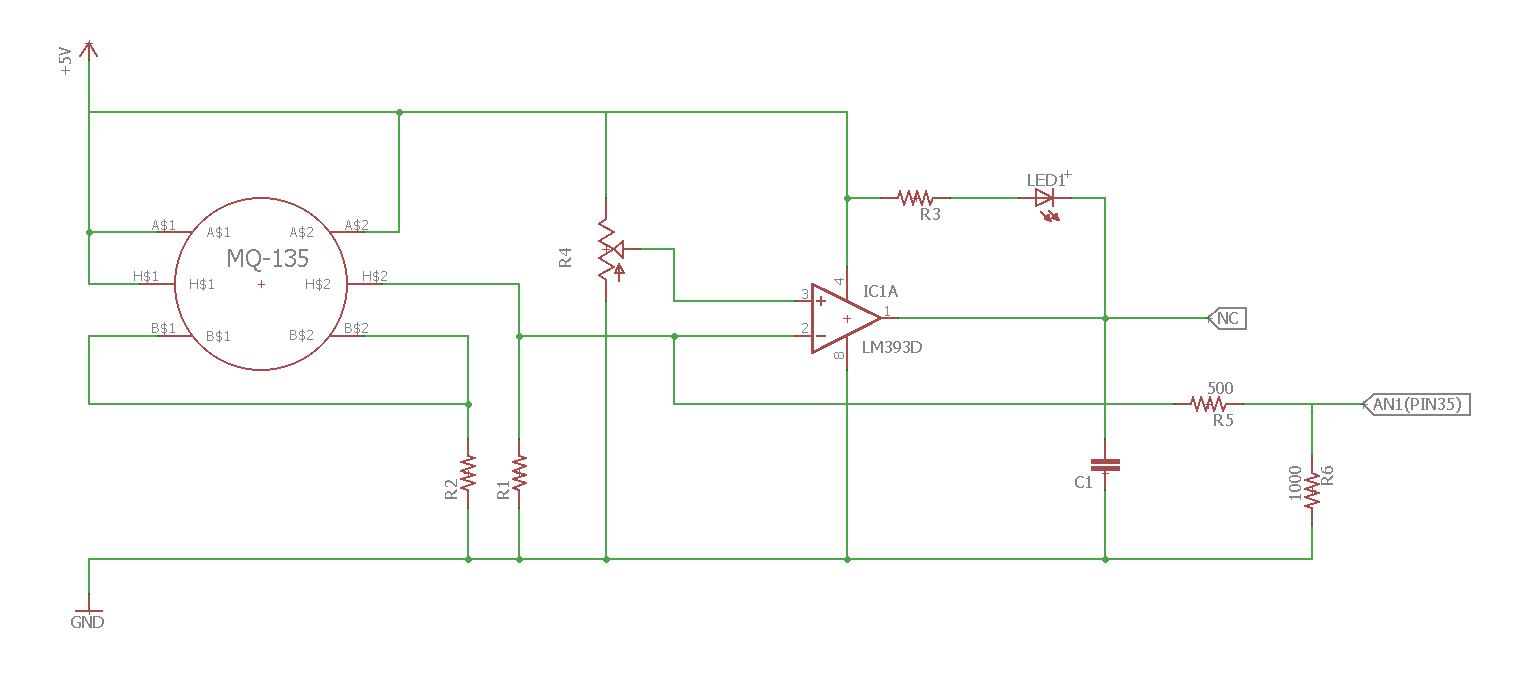 +5V
A$1
A$1
A$2
A$2
MQ-135
H$1
H$1
H$2
H$2
B$1
B$1
B$2
B$2
R4
R3
LED1
3
2
4
8
1
IC1A
LM393D
NC
500
R5
AN1(PIN35)
R2
R1
C1
1000
R6
GND